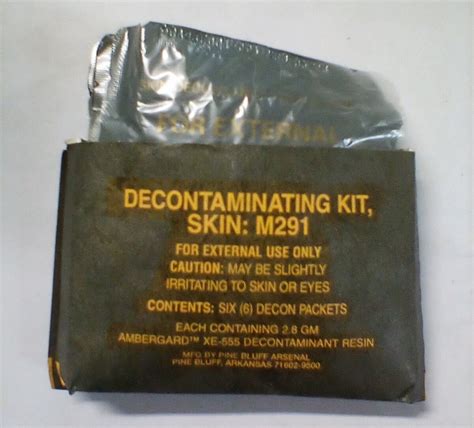 FOR EXTERNAL
DECONTAMINATING KIT,
SKIN: M291
FOR EXTERNAL USE ONLY
CAUTION: MAY BE SLIGHTLY
IRRITATING TO SKIN OR EYES
CONTENTS: SIX (6) DECON PACKETS
EACH CONTAINING 2.8 GM
AMBERGARD™ XE-555 DECONTAMINANT RESIN
MFG BY PINE BLUFF ARSENAL
PINE BLUFF, ARKANSAS 71602-9500